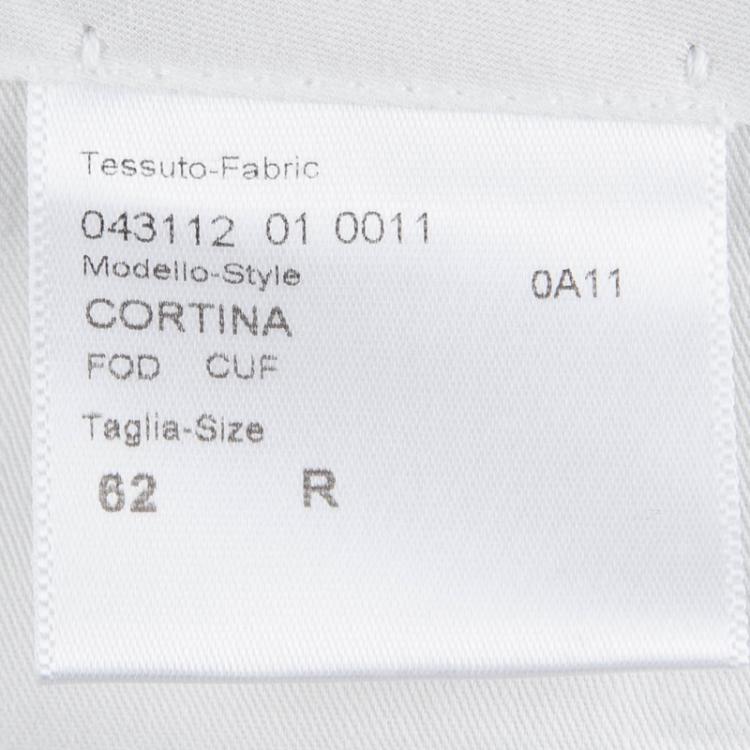 Tessuto-Fabric
043112 01 0011
Modello-Style
0A11
CORTINA
FOD CUF
Taglia-Size
62 R